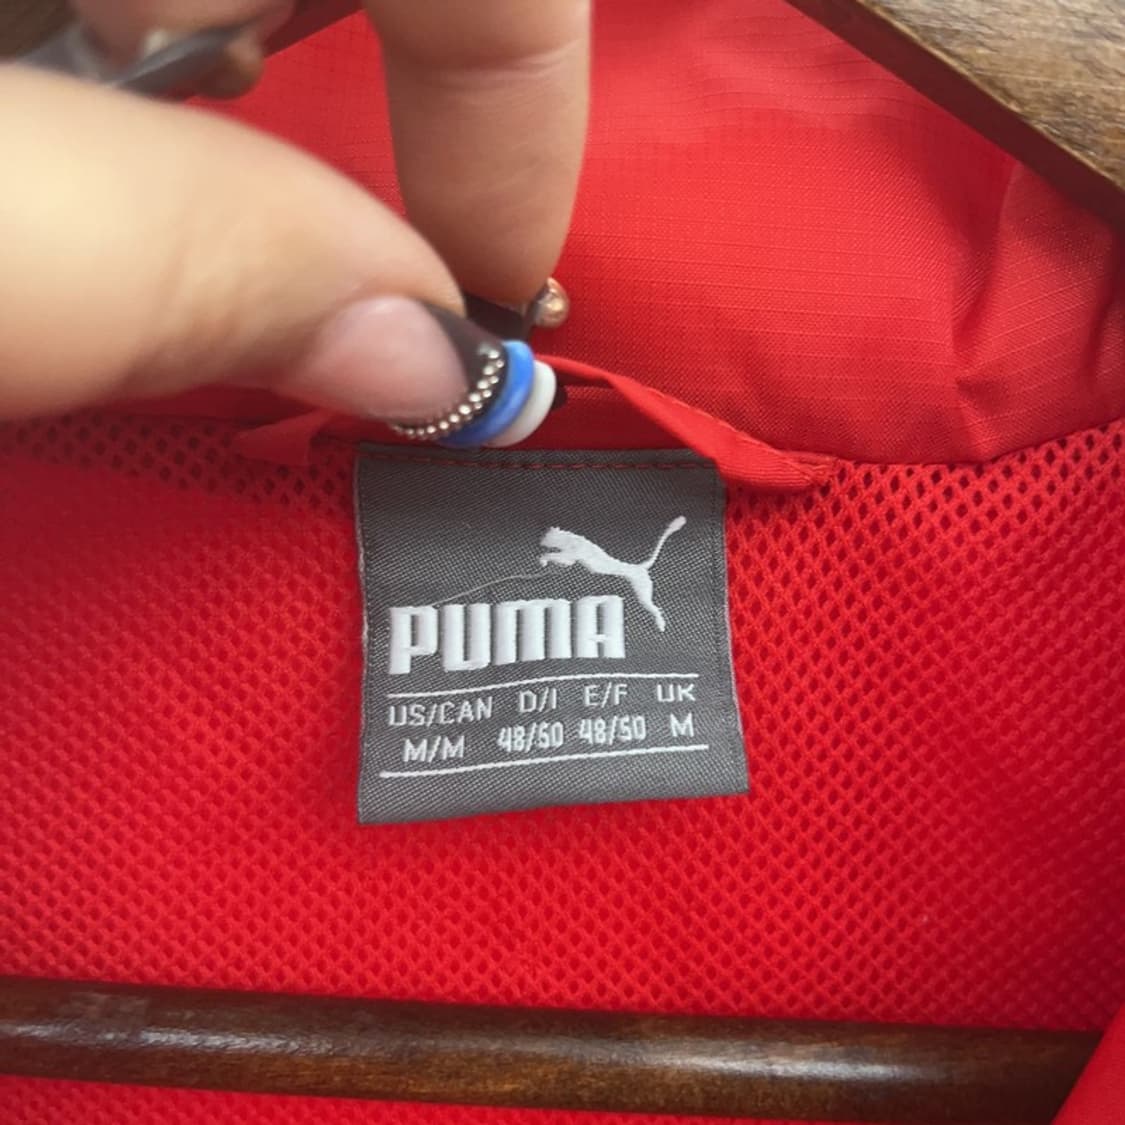 PUMA
US/CAN D/I E/F UK
M/M 48/50 48/50 M